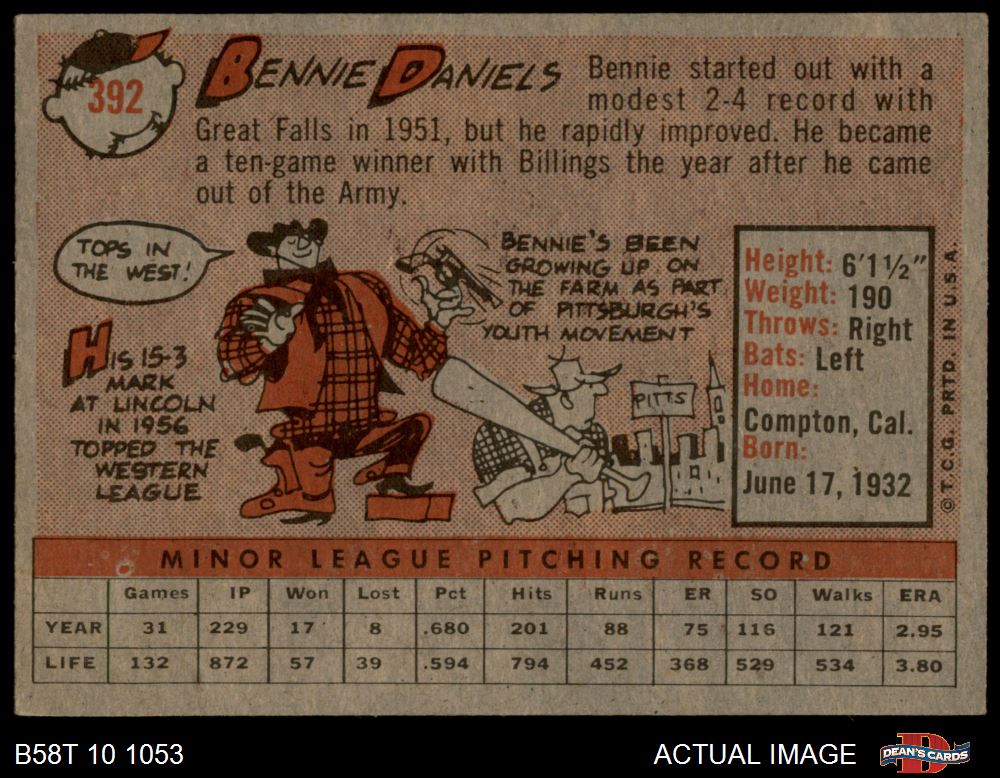 392
BENNIE DANIELS
Bennie started out with a
modest 2-4 record with
Great Falls in 1951, but he rapidly improved. He became
a ten-game winner with Billings the year after he came
out of the Army.
TOPS IN
THE WEST!
HIS 15-3
MARK
AT LINCOLN
IN 1956
TOPPED THE
WESTERN
LEAGUE
BENNIE'S BEEN
GROWING UP ON
THE FARM AS PART
OF PITTSBURGH'S
YOUTH MOVEMENT
PITTS
Height: 6'1½"
Weight: 190
Throws: Right
Bats: Left
Home:
Compton, Cal.
Born:
June 17, 1932
© T.C.G. PRTD. IN U.S.A.
MINOR LEAGUE PITCHING RECORD
Games IP Won Lost Pct Hits Runs ER SO Walks ERA
YEAR 31 229 17 8 .680 201 88 75 116 121 2.95
LIFE 132 872 57 39 .594 794 452 368 529 534 3.80
B58T 10 1053
ACTUAL IMAGE
D
DEAN'S CARDS